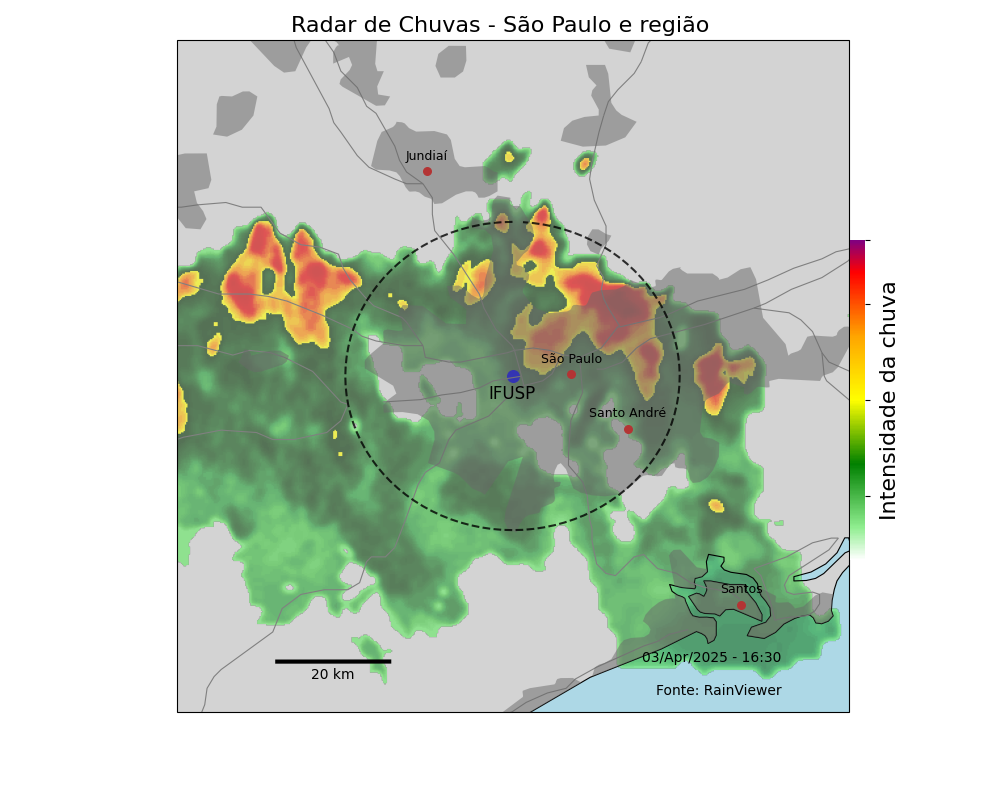 Radar de Chuvas - São Paulo e região
Jundiaí
São Paulo
IFUSP
Santo André
Santos
03/Apr/2025 - 16:30
20 km
Fonte: RainViewer
Intensidade da chuva